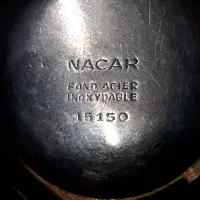 NACAR
FOND ACIER
INOXYDABLE
15150